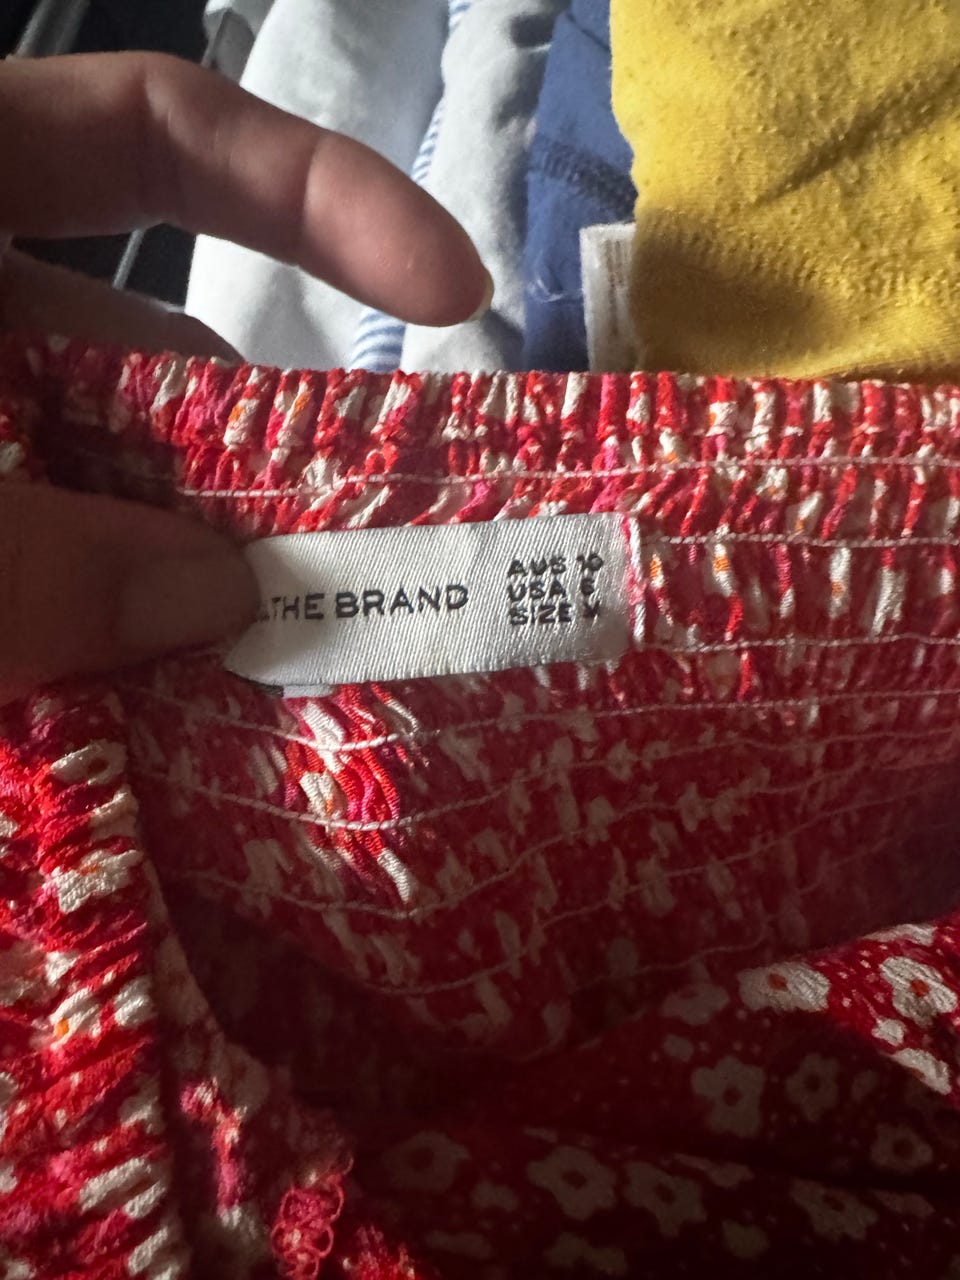 THE BRAND
AUS 10
USA 6
SIZE M